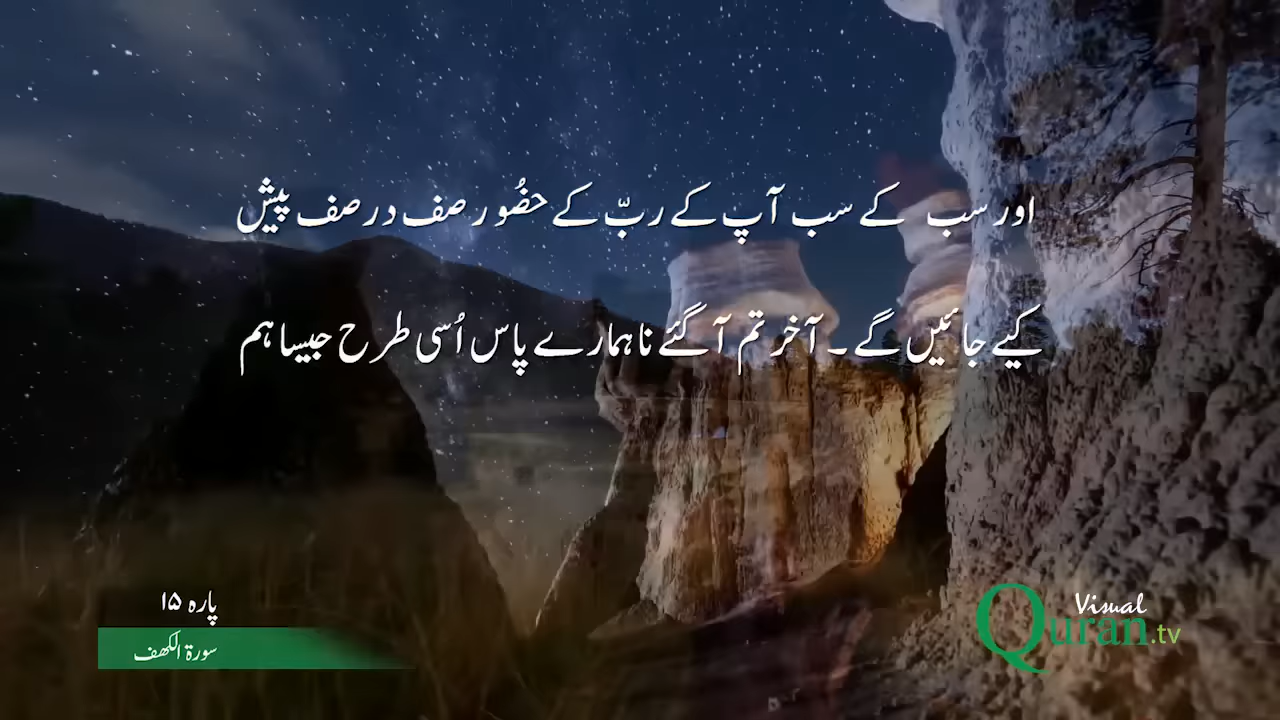 اور سب کے سب آپ کے ربّ کے حضُور صف در صف پیش
کیے جائیں گے ۔ آخر تم آ گئے نا ہمارے پاس اُسی طرح جیسا ہم
پارہ ۱۵
سورۃ الکھف
Visual
Quran.tv